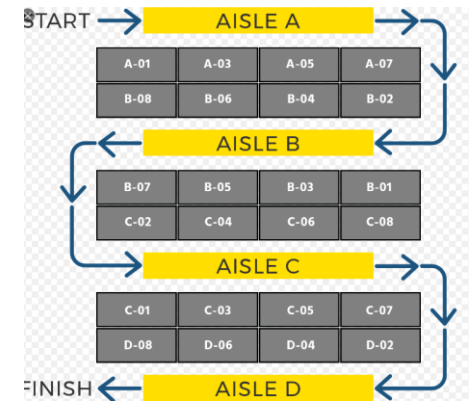 START AISLE A
A-01 A-03 A-05 A-07
B-08 B-06 B-04 B-02
AISLE B
B-07 B-05 B-03 B-01
C-02 C-04 C-06 C-08
AISLE C
C-01 C-03 C-05 C-07
D-08 D-06 D-04 D-02
FINISH AISLE D